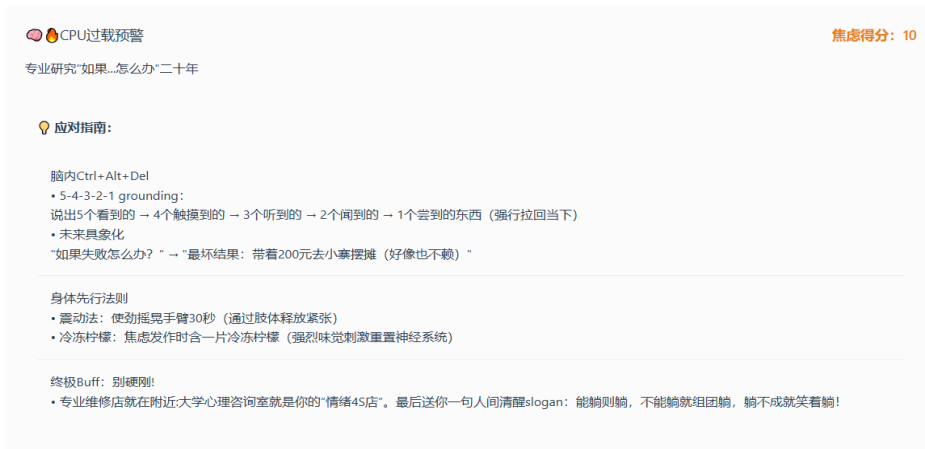 🧠🔥CPU过载预警
焦虑得分：10
专业研究"如果...怎么办"二十年
💡 应对指南：
脑内Ctrl+Alt+Del
• 5-4-3-2-1 grounding：
说出5个看到的 → 4个触摸到的 → 3个听到的 → 2个闻到的 → 1个尝到的东西（强行拉回当下）
• 未来具象化
"如果失败怎么办？" → "最坏结果：带着200元去小寨摆摊（好像也不赖）"
身体先行法则
• 震动法：使劲摇晃手臂30秒（通过肢体释放紧张）
• 冷冻柠檬：焦虑发作时含一片冷冻柠檬（强烈味觉刺激重置神经系统）
终极Buff：别硬刚!
• 专业维修店就在附近:大学心理咨询室就是你的"情绪4S店"。最后送你一句人间清醒slogan：能躺则躺，不能躺就组团躺，躺不成就笑着躺！